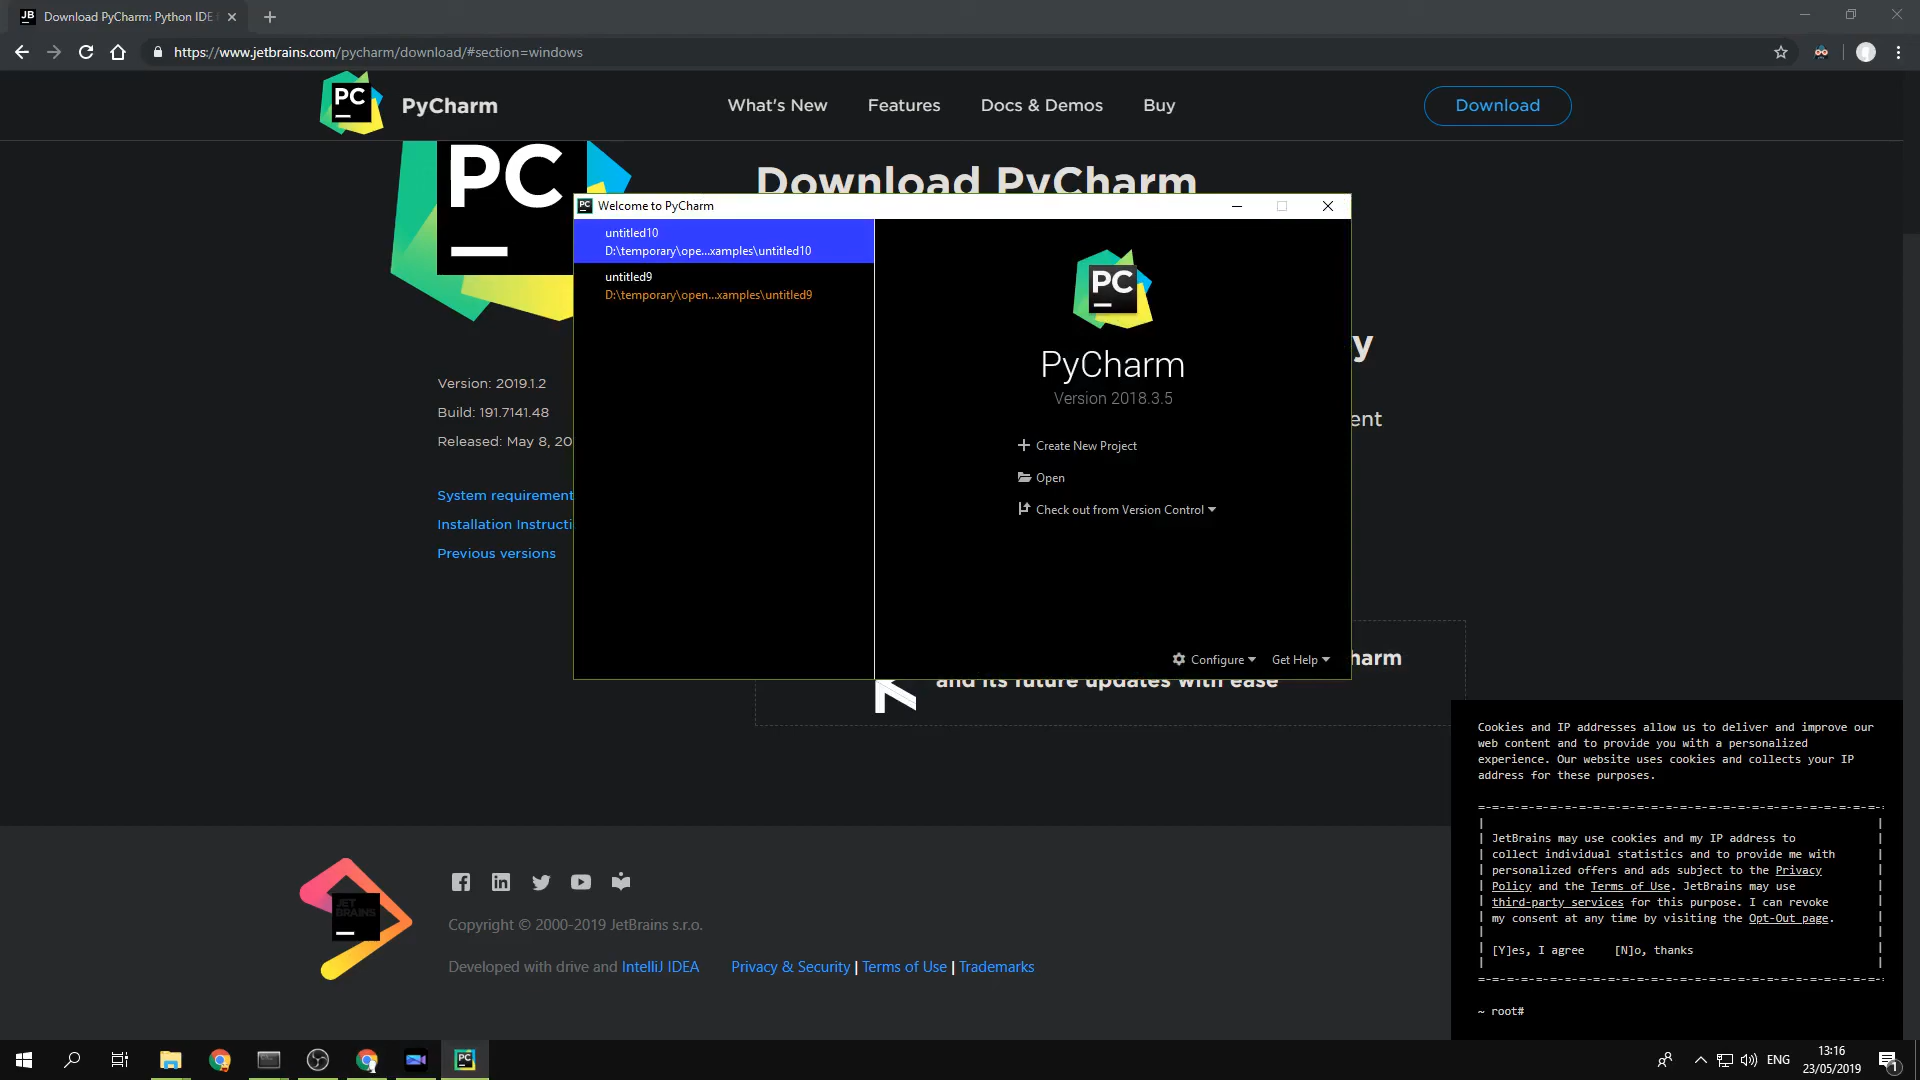 JB Download PyCharm: Python IDE
https://www.jetbrains.com/pycharm/download/#section=windows
PC PyCharm
What's New
Features
Docs & Demos
Buy
Download
PC
Download PyCharm
Welcome to PyCharm
untitled10
D:\temporary\ope...xamples\untitled10
untitled9
D:\temporary\open...xamples\untitled9
PC
PyCharm
Version 2018.3.5
Create New Project
Open
Check out from Version Control
Configure
Get Help
y
ent
Version: 2019.1.2
Build: 191.7141.48
Released: May 8, 20
System requirement
Installation Instructi
Previous versions
harm
and its future updates with ease
Cookies and IP addresses allow us to deliver and improve our
web content and to provide you with a personalized
experience. Our website uses cookies and collects your IP
address for these purposes.
JetBrains may use cookies and my IP address to
collect individual statistics and to provide me with
personalized offers and ads subject to the Privacy
Policy and the Terms of Use. JetBrains may use
third-party services for this purpose. I can revoke
my consent at any time by visiting the Opt-Out page.
[Y]es, I agree [N]o, thanks
~ root#
JET
BRAINS
Copyright © 2000-2019 JetBrains s.r.o.
Developed with drive and IntelliJ IDEA
Privacy & Security | Terms of Use | Trademarks
PC
ENG
13:16
23/05/2019
1